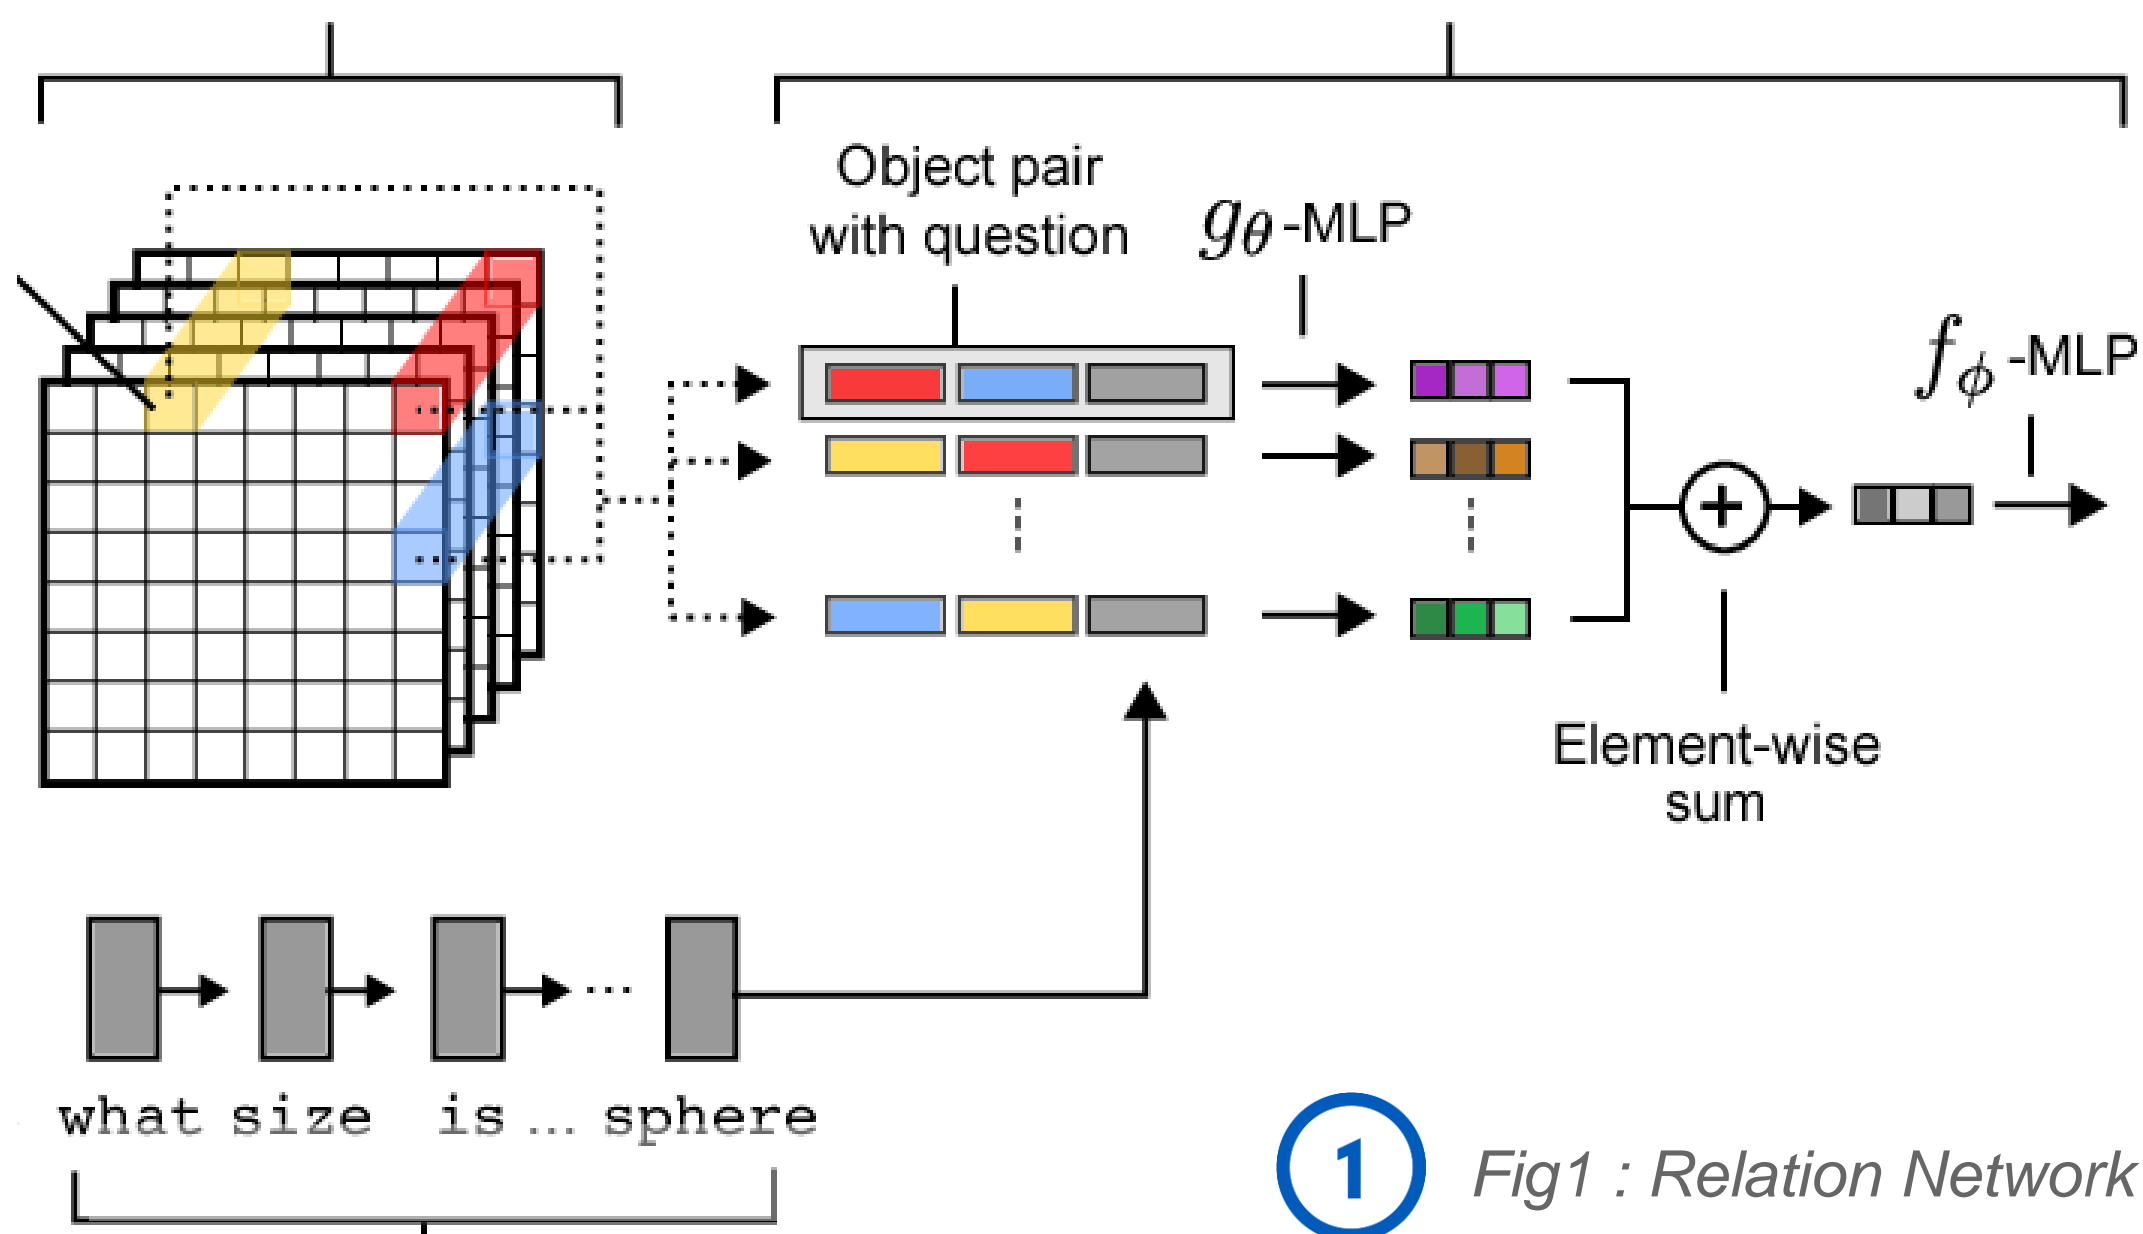 Object pair
with question
gθ-MLP
fϕ-MLP
+
Element-wise
sum
what size is ... sphere
1
Fig1 : Relation Network